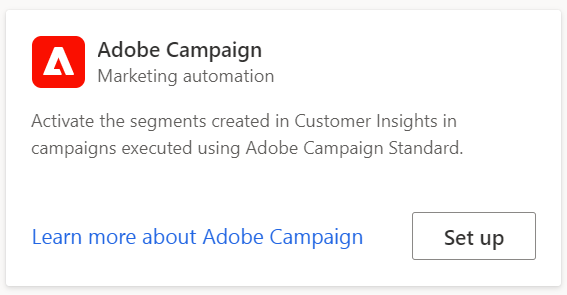 Adobe Campaign
Marketing automation
Activate the segments created in Customer Insights in
campaigns executed using Adobe Campaign Standard.
Learn more about Adobe Campaign
Set up